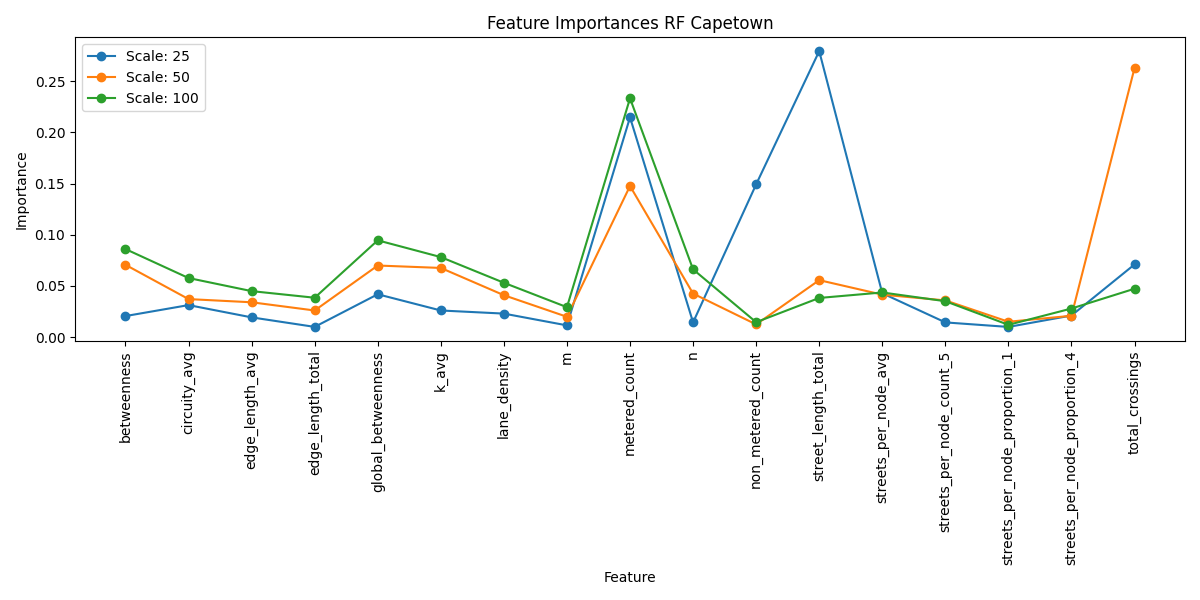 Feature Importances RF Capetown
Scale: 25
Scale: 50
Scale: 100
Importance
0.25
0.20
0.15
0.10
0.05
0.00
betweenness
circuity_avg
edge_length_avg
edge_length_total
global_betweenness
k_avg
lane_density
m
metered_count
n
non_metered_count
street_length_total
streets_per_node_avg
streets_per_node_count_5
streets_per_node_proportion_1
streets_per_node_proportion_4
total_crossings
Feature